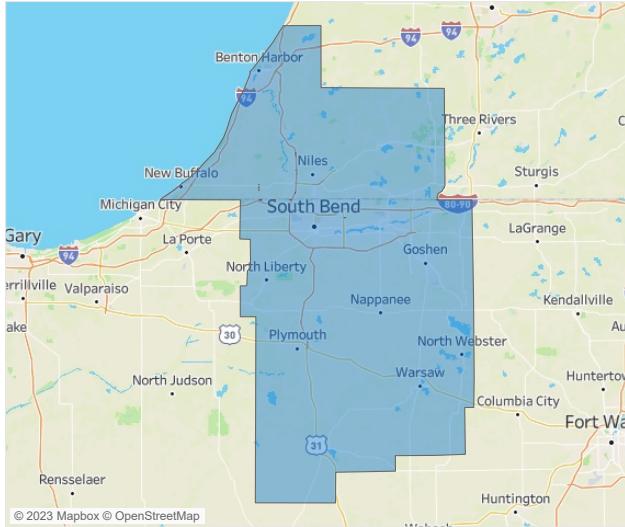 94
94
Benton Harbor
94
Three Rivers
C
Niles
New Buffalo
Sturgis
Michigan City
South Bend
80-90
Gary
LaGrange
La Porte
Goshen
94
North Liberty
errillville
Valparaiso
Nappanee
Kendallville
ake
Au
30
Plymouth
North Webster
Warsaw
Huntertow
North Judson
Columbia City
Fort Wa
31
Rensselaer
Huntington
© 2023 Mapbox © OpenStreetMap